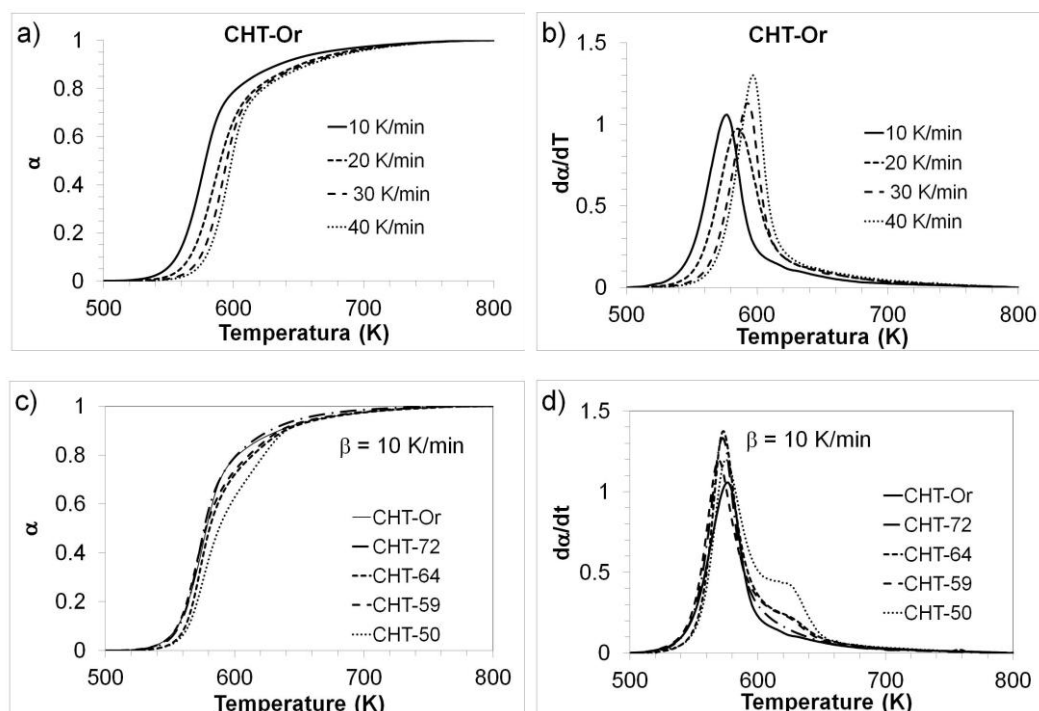 a)
CHT-Or
α
1
0.8
0.6
0.4
0.2
0
10 K/min
20 K/min
30 K/min
40 K/min
500
600
700
800
Temperatura (K)
b)
CHT-Or
dα/dT
1.5
1
0.5
0
10 K/min
20 K/min
30 K/min
40 K/min
500
600
700
800
Temperatura (K)
c)
β = 10 K/min
α
1
0.8
0.6
0.4
0.2
0
CHT-Or
CHT-72
CHT-64
CHT-59
CHT-50
500
600
700
800
Temperature (K)
d)
β = 10 K/min
dα/dt
1.5
1
0.5
0
CHT-Or
CHT-72
CHT-64
CHT-59
CHT-50
500
600
700
800
Temperature (K)